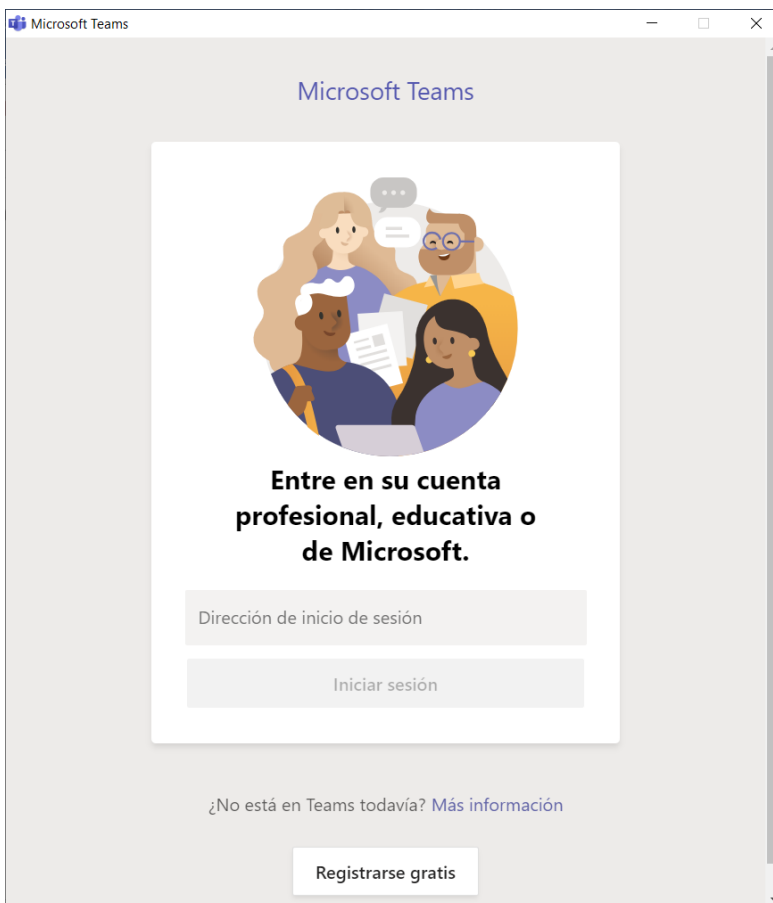 Microsoft Teams
Microsoft Teams
Entre en su cuenta
profesional, educativa o
de Microsoft.
Dirección de inicio de sesión
Iniciar sesión
¿No está en Teams todavía? Más información
Registrarse gratis